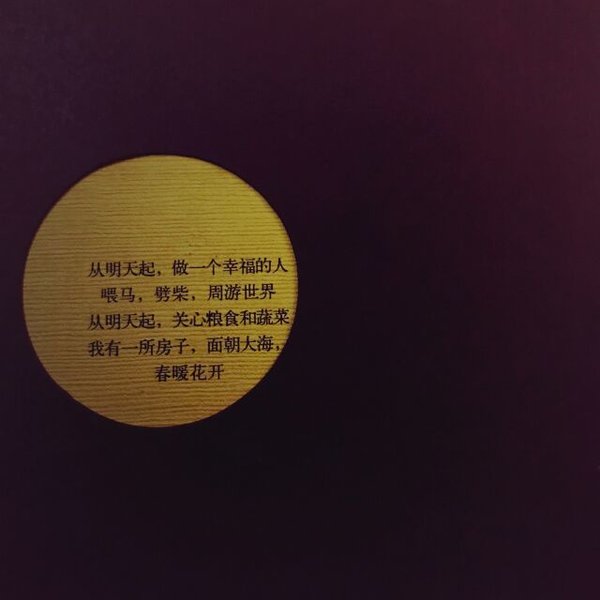 从明天起，做一个幸福的人
喂马，劈柴，周游世界
从明天起，关心粮食和蔬菜
我有一所房子，面朝大海，
春暖花开